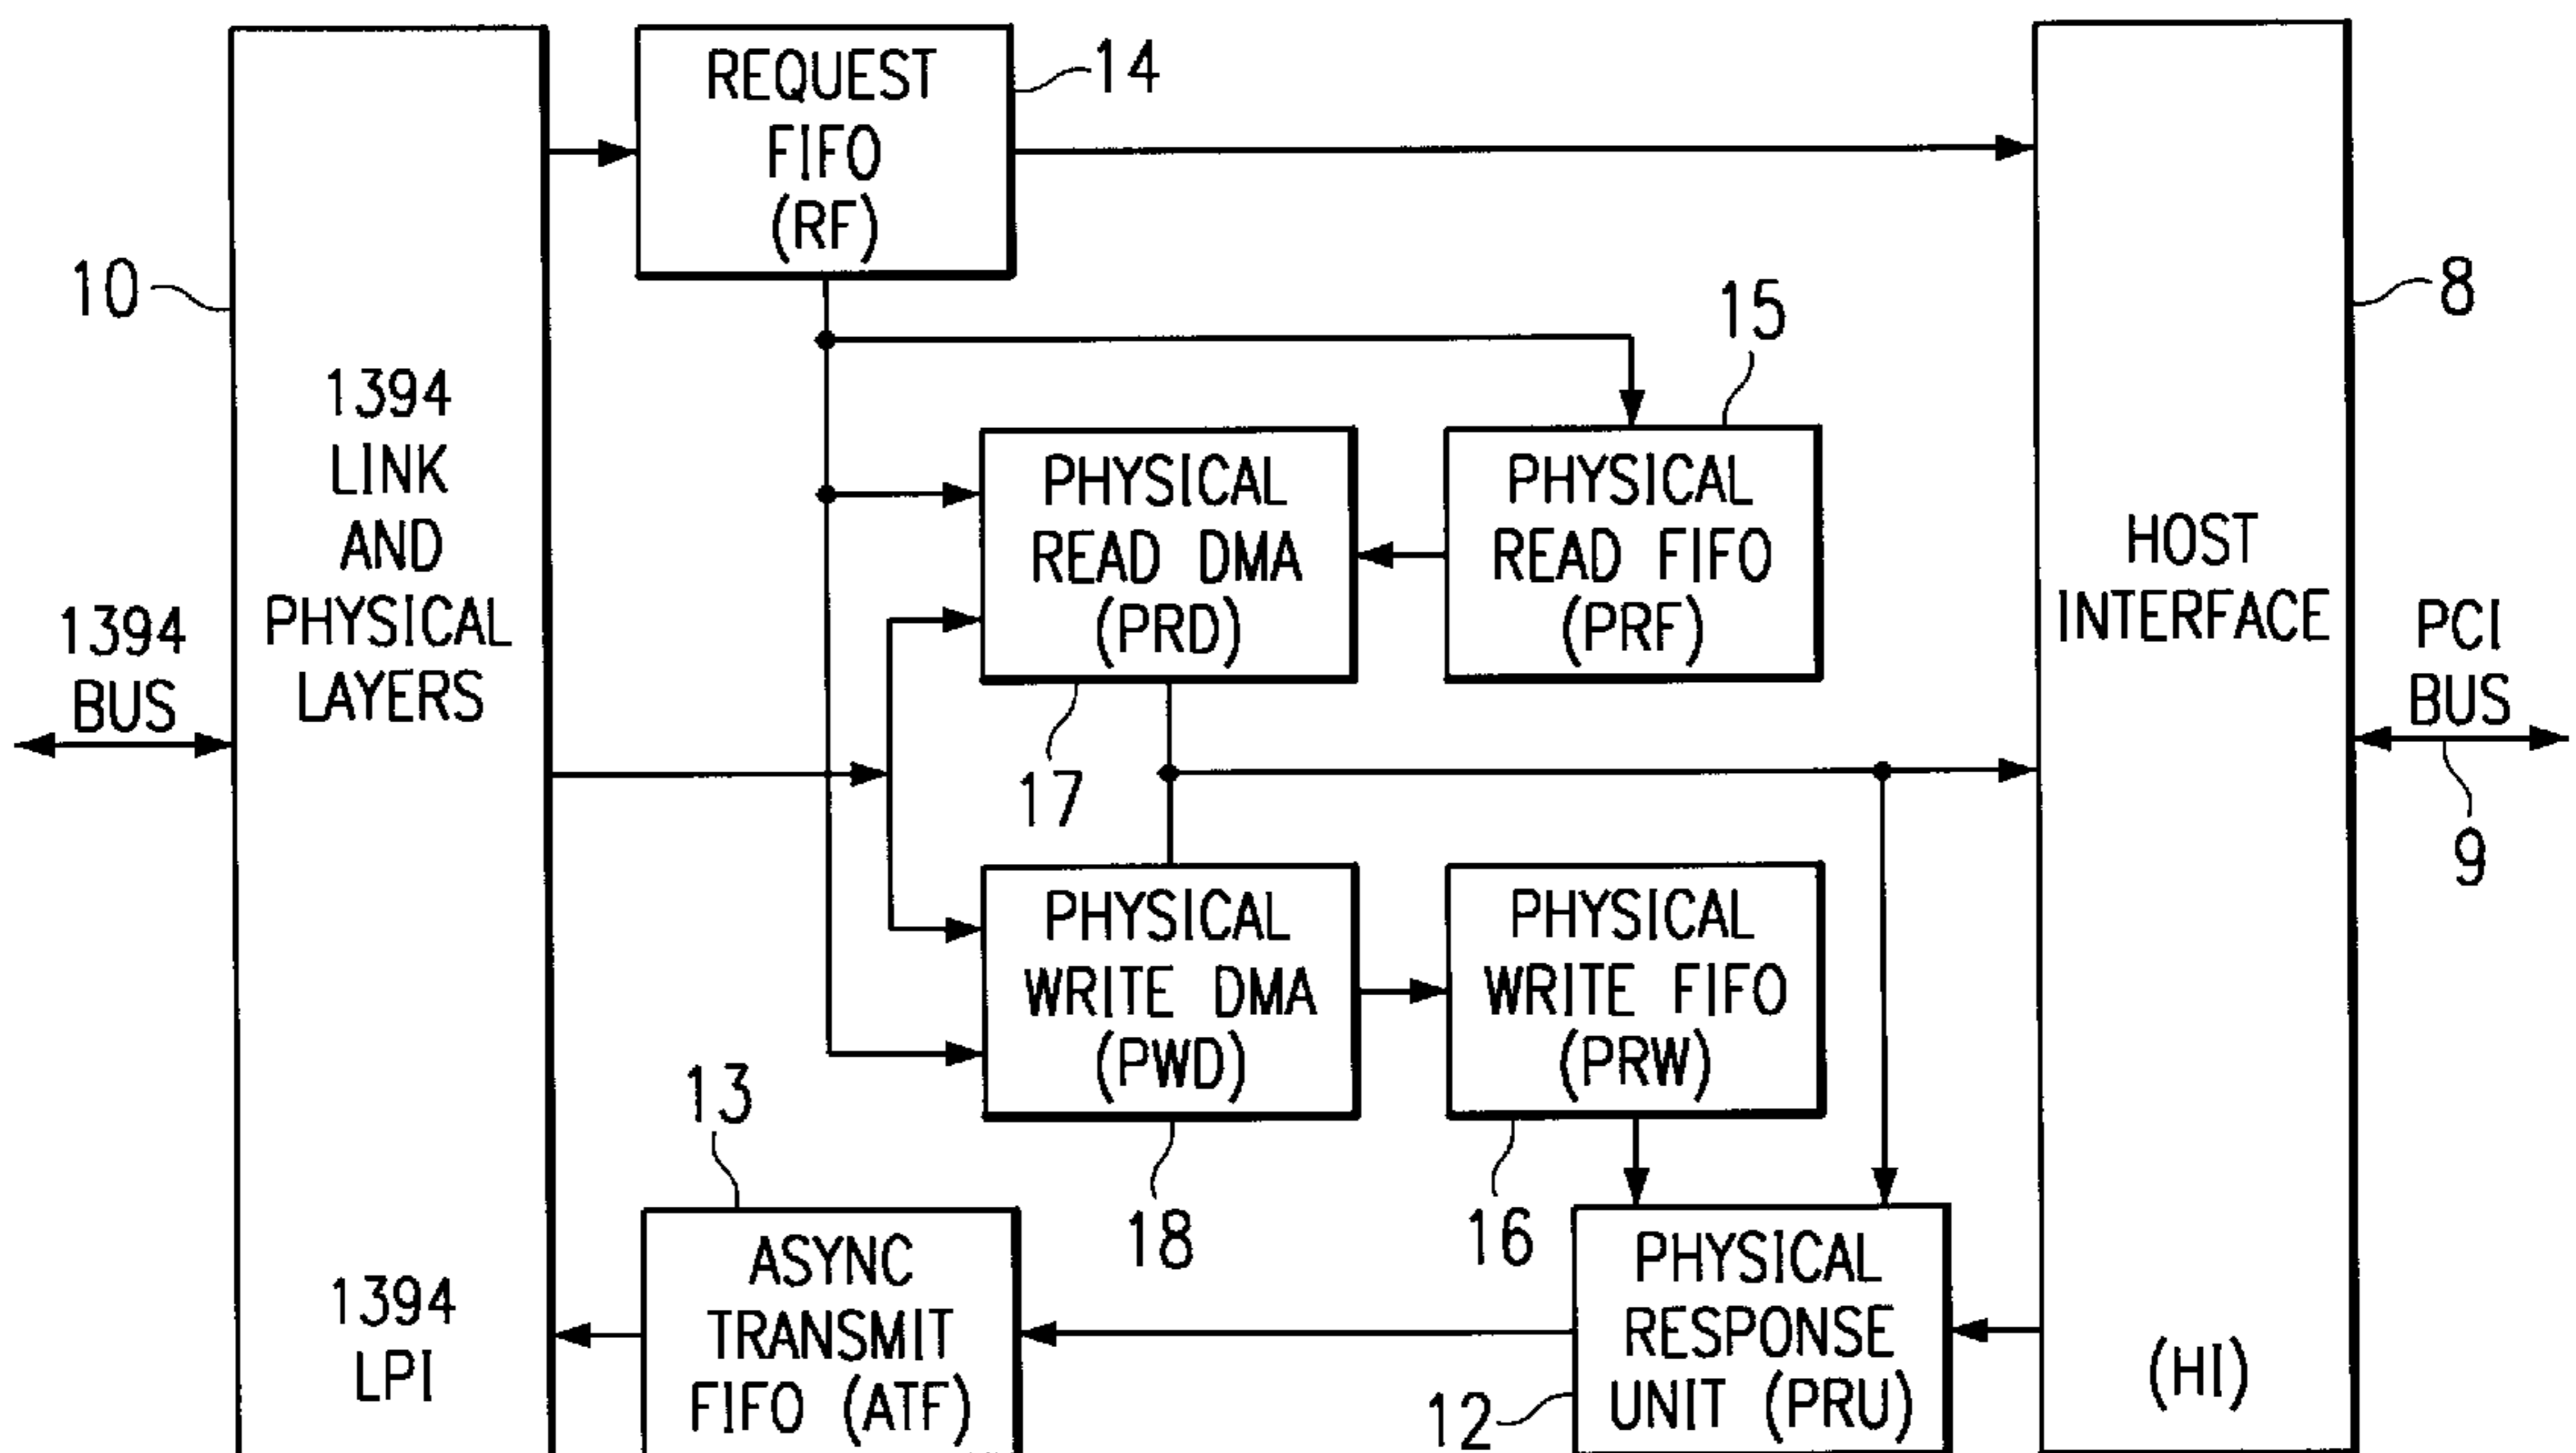 REQUEST
FIFO
(RF)
14
10
8
15
1394
LINK
AND
PHYSICAL
LAYERS
PHYSICAL
READ DMA
(PRD)
PHYSICAL
READ FIFO
(PRF)
HOST
INTERFACE
1394
BUS
PCI
BUS
17
9
PHYSICAL
WRITE DMA
(PWD)
PHYSICAL
WRITE FIFO
(PRW)
13
18
16
ASYNC
TRANSMIT
FIFO (ATF)
PHYSICAL
RESPONSE
UNIT (PRU)
1394
LPI
12
(HI)